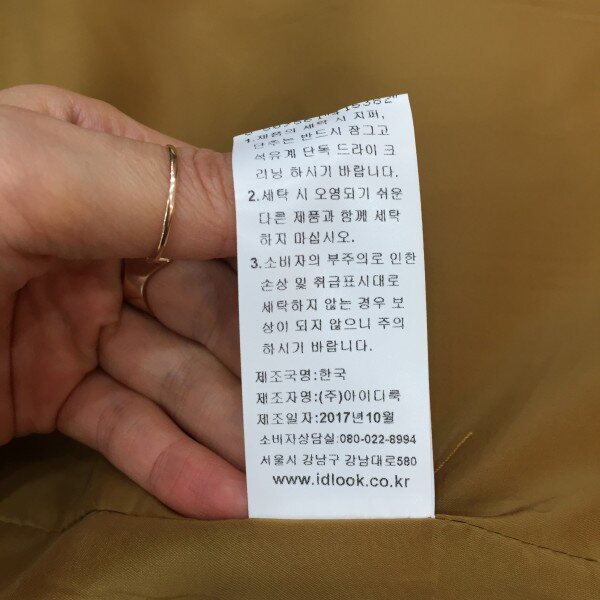 1.제품의 세탁 시 지퍼,
단추는 반드시 잠그고
석유계 단독 드라이 크
리닝 하시기 바랍니다.
2.세탁 시 오염되기 쉬운
다른 제품과 함께 세탁
하지 마십시오.
3.소비자의 부주의로 인한
손상 및 취급표시대로
세탁하지 않는 경우 보
상이 되지 않으니 주의
하시기 바랍니다.
제조국명:한국
제조자명:(주)아이디룩
제조일자:2017년10월
소비자상담실:080-022-8994
서울시 강남구 강남대로580
www.idlook.co.kr